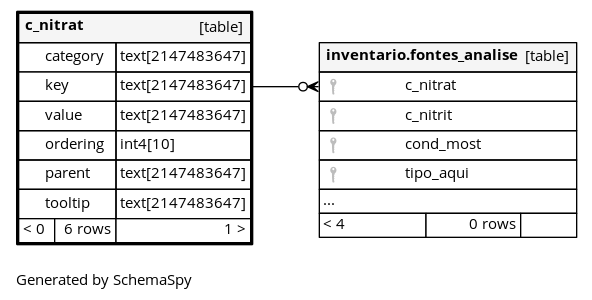 c_nitrat [table]
category text[2147483647]
key text[2147483647]
value text[2147483647]
ordering int4[10]
parent text[2147483647]
tooltip text[2147483647]
< 0 6 rows 1 >
inventario.fontes_analise [table]
c_nitrat
c_nitrit
cond_most
tipo_aqui
...
< 4 0 rows
Generated by SchemaSpy